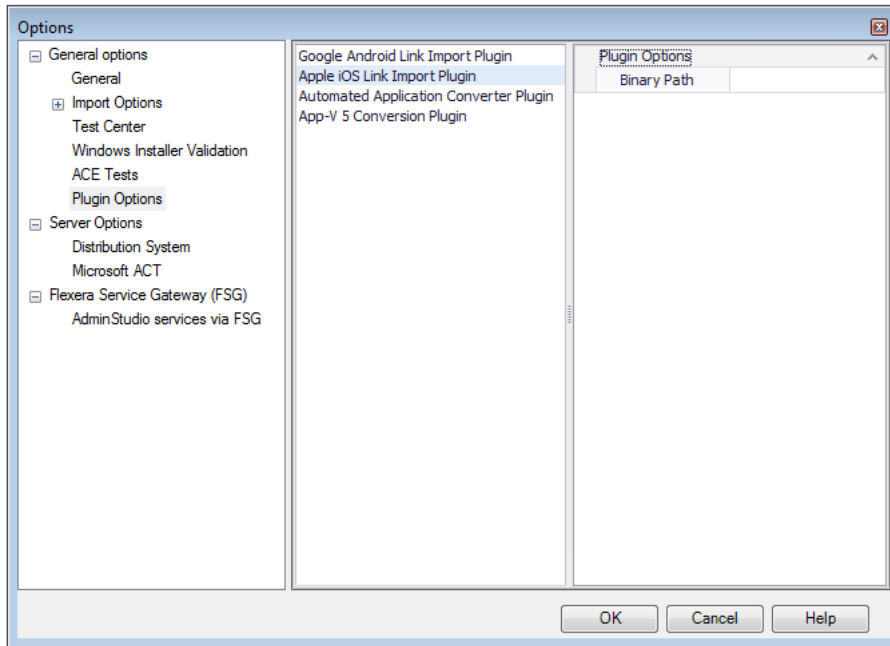 Options
General options
General
Import Options
Test Center
Windows Installer Validation
ACE Tests
Plugin Options
Server Options
Distribution System
Microsoft ACT
Flexera Service Gateway (FSG)
AdminStudio services via FSG
Google Android Link Import Plugin
Apple iOS Link Import Plugin
Automated Application Converter Plugin
App-V 5 Conversion Plugin
Plugin Options
Binary Path
OK Cancel Help